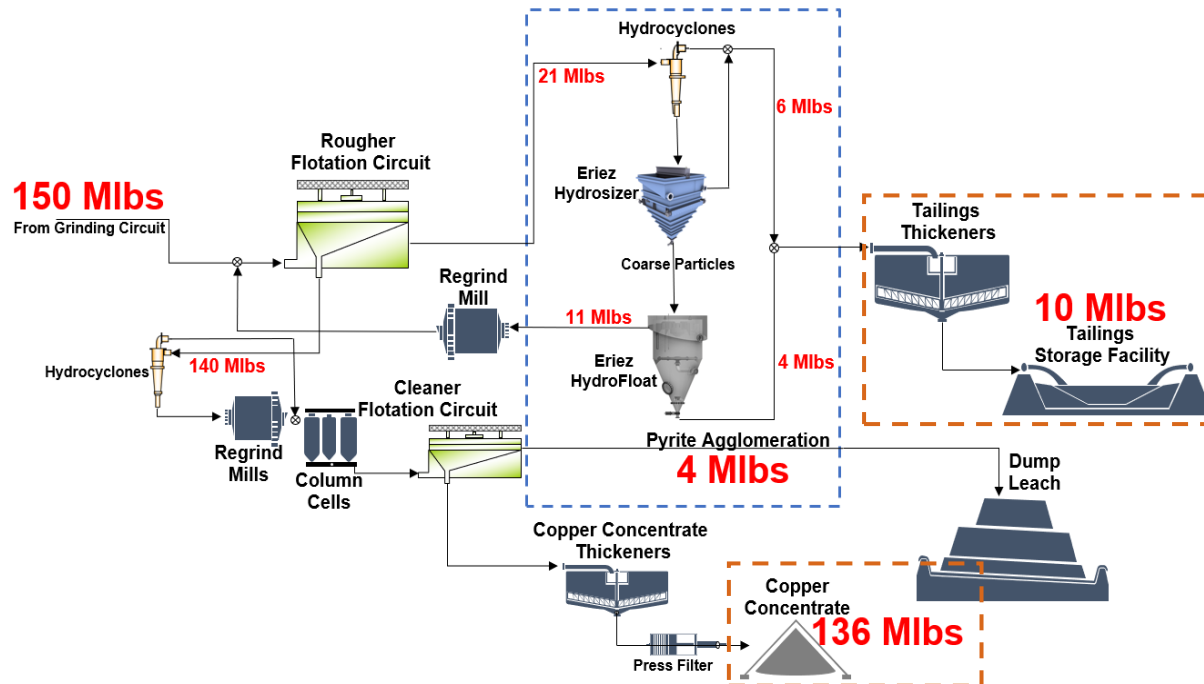 Hydrocyclones
21 Mlbs
6 Mlbs
Rougher
Flotation Circuit
150 Mlbs
From Grinding Circuit
Eriez
Hydrosizer
Tailings
Thickeners
Coarse Particles
Regrind
Mill
11 Mlbs
10 Mlbs
Tailings
Storage Facility
Eriez
HydroFloat
4 Mlbs
140 Mlbs
Hydrocyclones
Cleaner
Flotation Circuit
Regrind
Mills
Column
Cells
Pyrite Agglomeration
4 Mlbs
Dump
Leach
Copper Concentrate
Thickeners
Copper
Concentrate
136 Mlbs
Press Filter